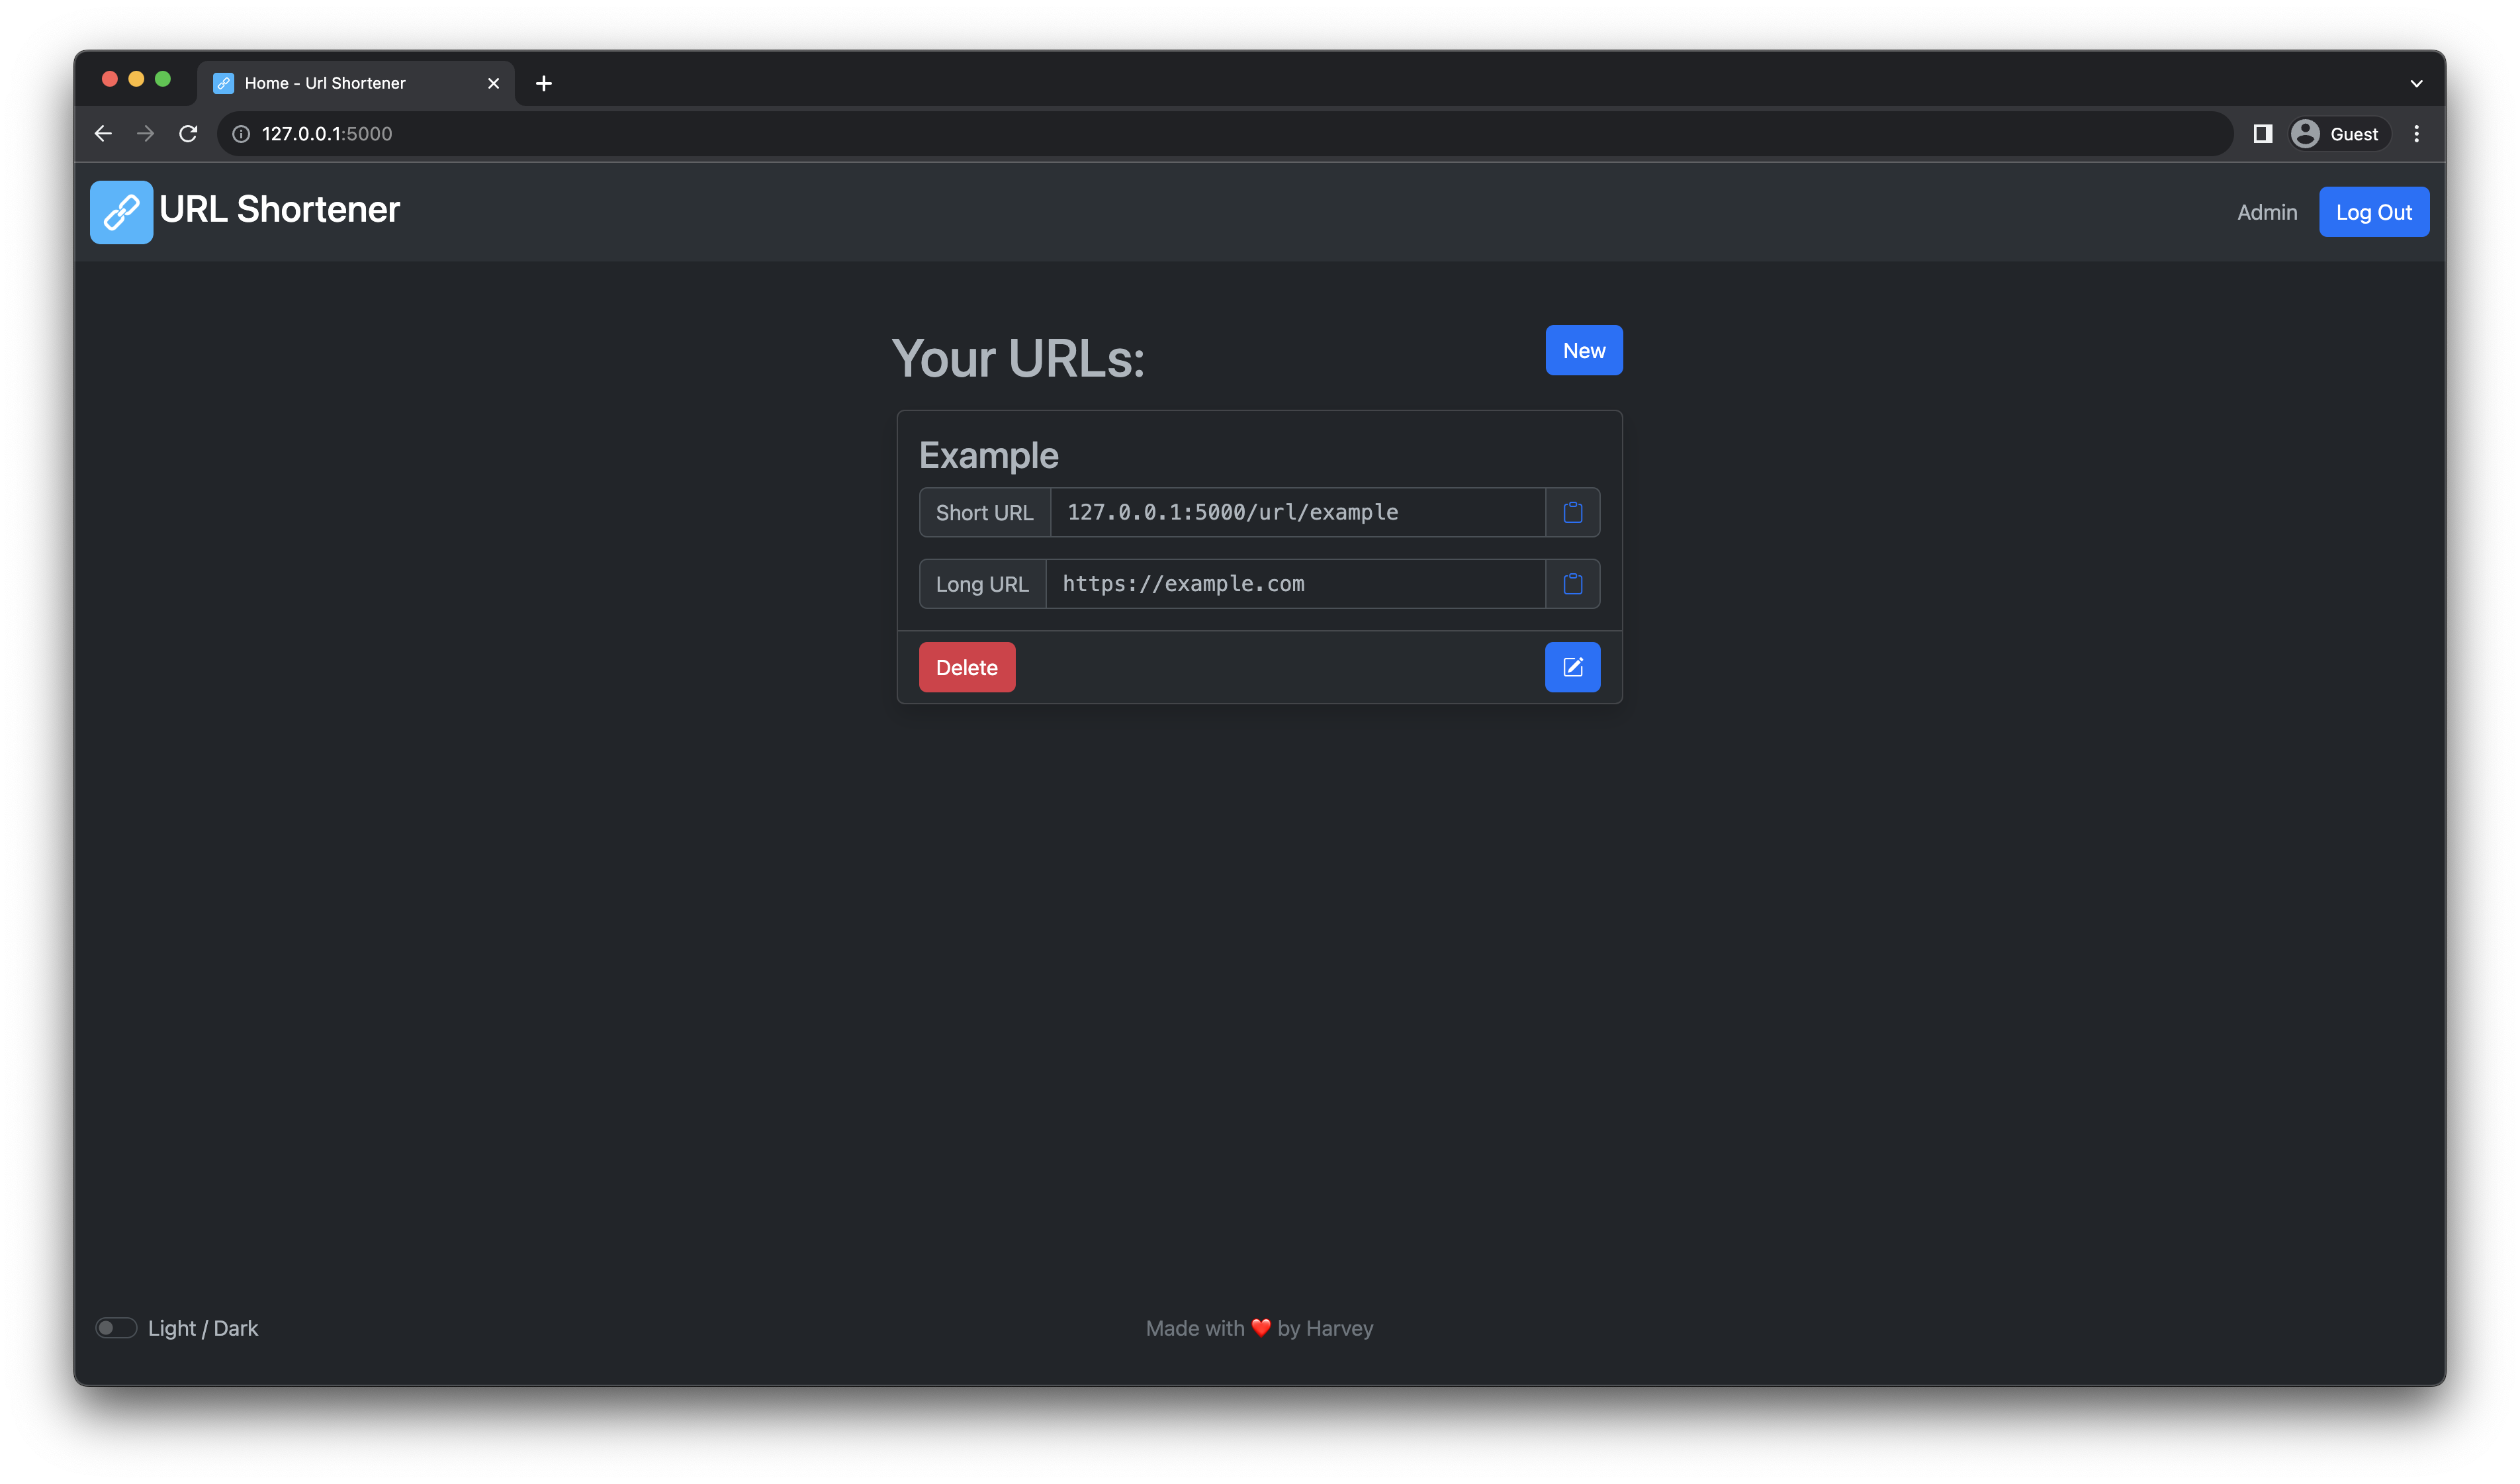 Home - Url Shortener
127.0.0.1:5000
Guest
URL Shortener
Admin
Log Out
Your URLs:
New
Example
Short URL
127.0.0.1:5000/url/example
Long URL
https://example.com
Delete
Light / Dark
Made with ❤️ by Harvey